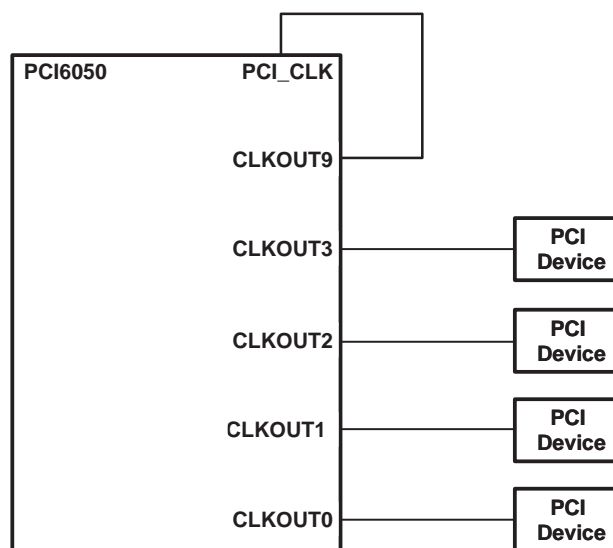 PCI6050 PCI_CLK
CLKOUT9
CLKOUT3
PCI
Device
CLKOUT2
PCI
Device
CLKOUT1
PCI
Device
CLKOUT0
PCI
Device